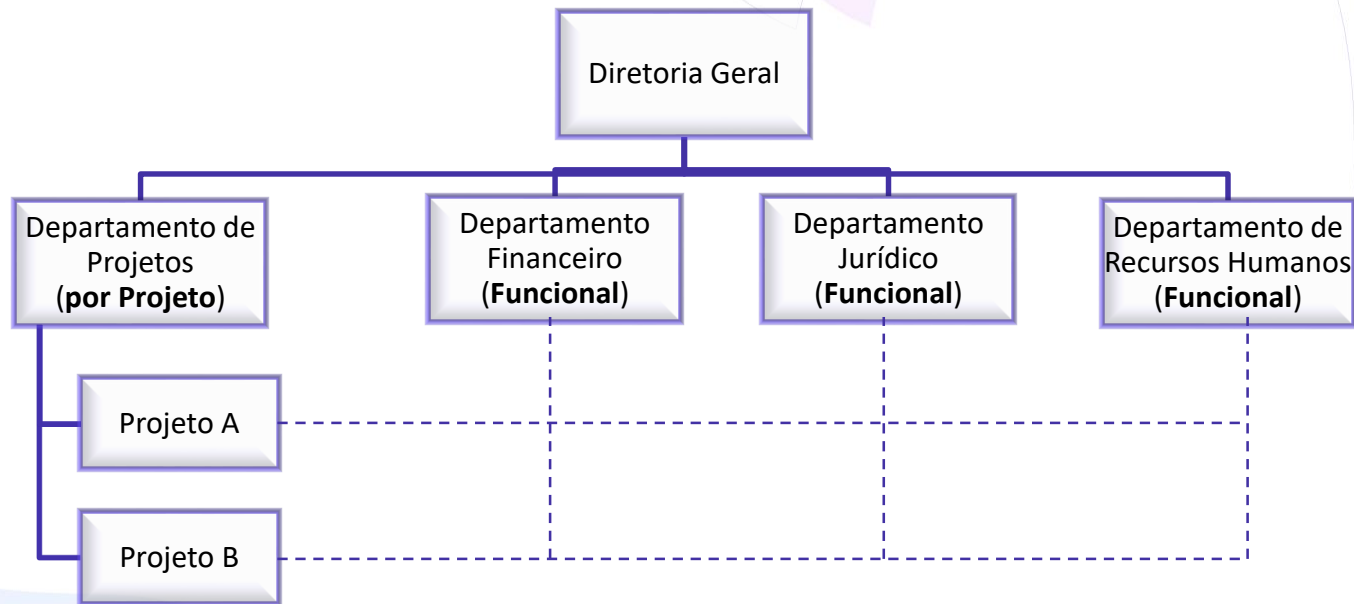 Diretoria Geral
Departamento de
Projetos
(por Projeto)
Departamento
Financeiro
(Funcional)
Departamento
Jurídico
(Funcional)
Departamento de
Recursos Humanos
(Funcional)
Projeto A
Projeto B